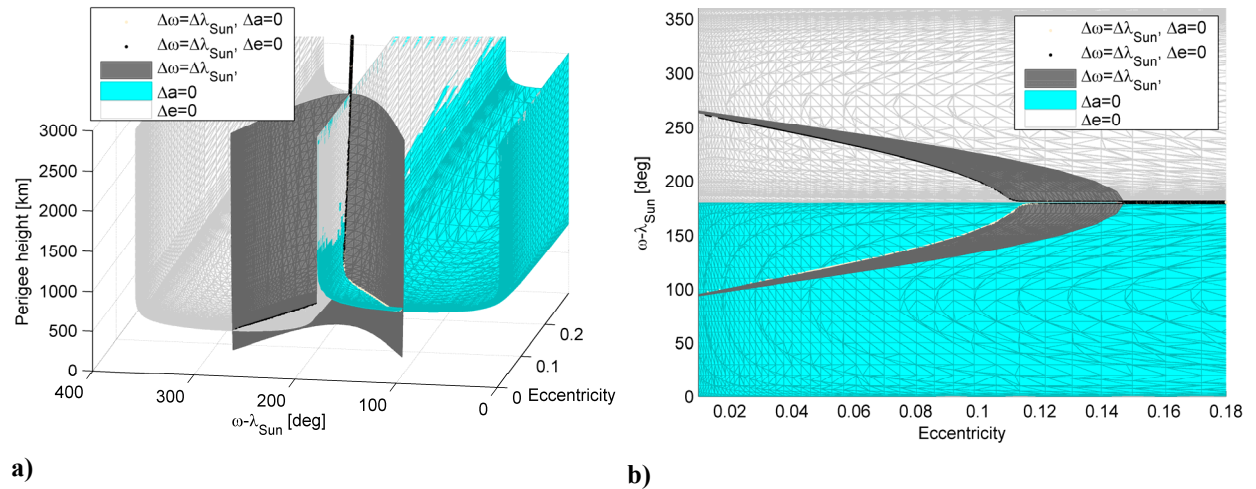 Δω=Δλ_Sun, Δa=0
Δω=Δλ_Sun, Δe=0
Δω=Δλ_Sun,
Δa=0
Δe=0
3000
2500
2000
1500
1000
500
0
Perigee height [km]
400
300
200
100
0
ω-λ_Sun [deg]
0
0.1
0.2
Eccentricity
a)
Δω=Δλ_Sun, Δa=0
Δω=Δλ_Sun, Δe=0
Δω=Δλ_Sun,
Δa=0
Δe=0
350
300
250
200
150
100
50
0
ω-λ_Sun [deg]
0.02 0.04 0.06 0.08 0.1 0.12 0.14 0.16 0.18
Eccentricity
b)